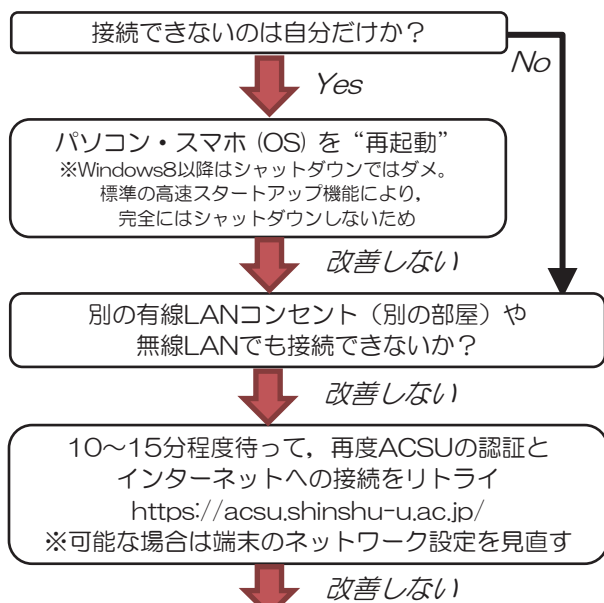 接続できないのは自分だけか？
No
Yes
パソコン・スマホ (OS) を “再起動”
※Windows8以降はシャットダウンではダメ。
標準の高速スタートアップ機能により，
完全にはシャットダウンしないため
改善しない
別の有線LANコンセント（別の部屋）や
無線LANでも接続できないか？
改善しない
10～15分程度待って，再度ACSUの認証と
インターネットへの接続をリトライ
https://acsu.shinshu-u.ac.jp/
※可能な場合は端末のネットワーク設定を見直す
改善しない